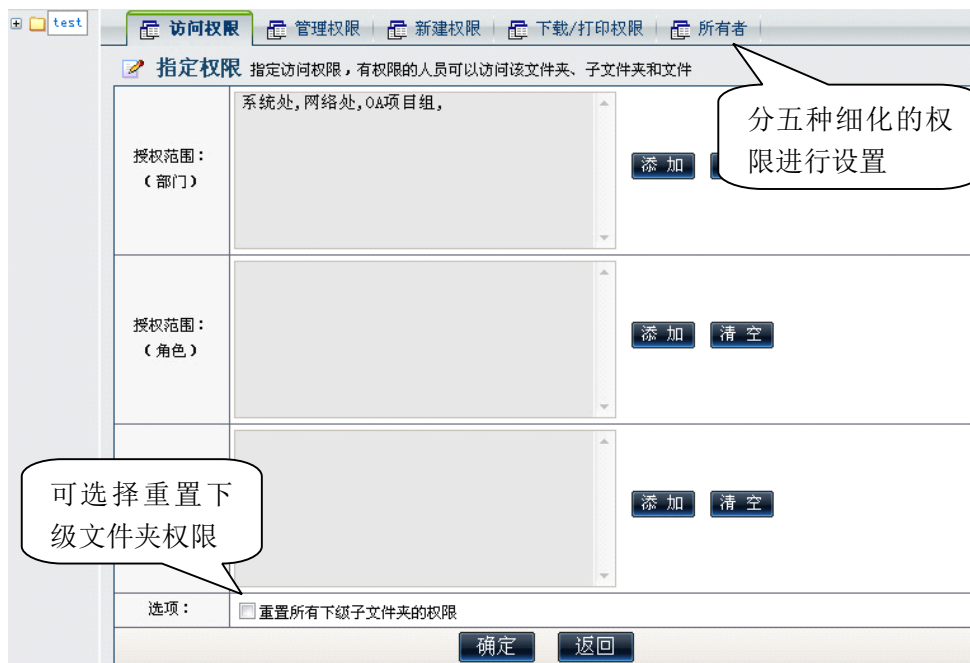 test
访问权限 管理权限 新建权限 下载/打印权限 所有者
指定权限 指定访问权限，有权限的人员可以访问该文件夹、子文件夹和文件
系统处,网络处,OA项目组,
分五种细化的权
限进行设置
授权范围：
（部门）
添加
授权范围：
（角色）
添加 清空
可选择重置下
级文件夹权限
添加 清空
选项： 重置所有下级子文件夹的权限
确定 返回